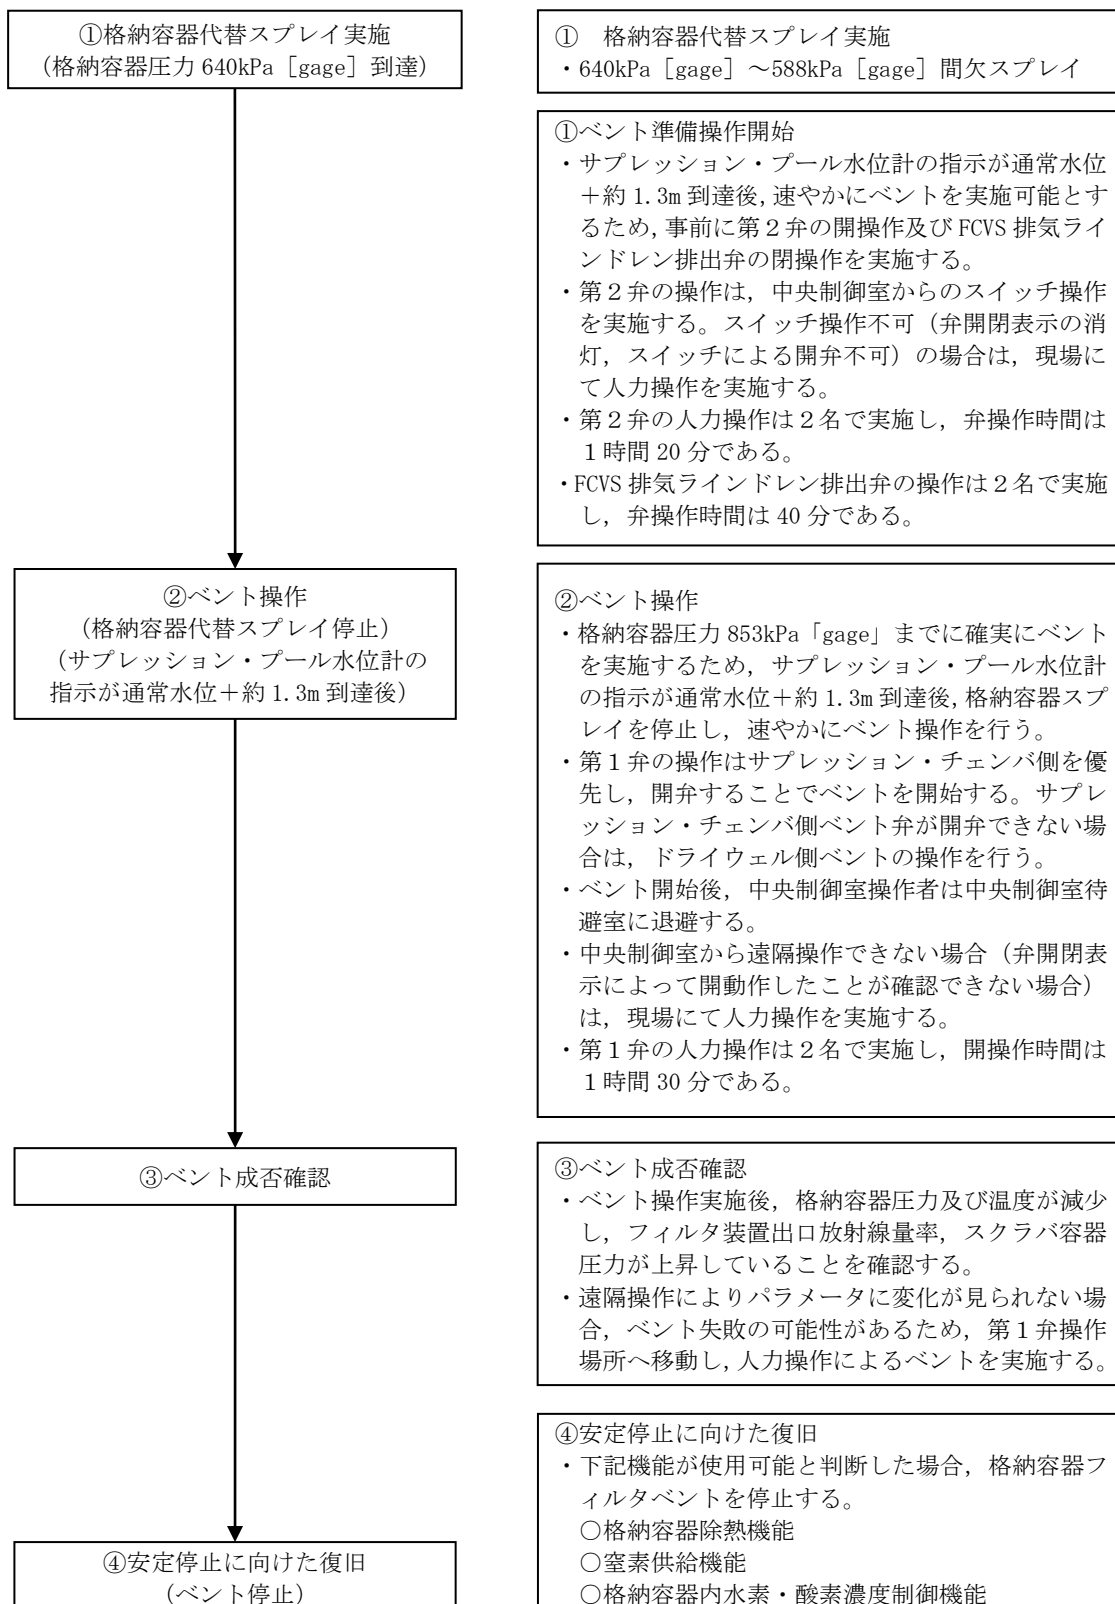 ①格納容器代替スプレイ実施
(格納容器圧力 640kPa［gage］到達)
①　格納容器代替スプレイ実施
・640kPa［gage］～588kPa［gage］間欠スプレイ
①ベント準備操作開始
・サプレッション・プール水位計の指示が通常水位
＋約 1.3m 到達後,速やかにベントを実施可能とす
るため,事前に第２弁の開操作及び FCVS 排気ライ
ンドレン排出弁の閉操作を実施する。
・第２弁の操作は，中央制御室からのスイッチ操作
を実施する。スイッチ操作不可（弁開閉表示の消
灯，スイッチによる開弁不可）の場合は，現場に
て人力操作を実施する。
・第２弁の人力操作は２名で実施し，弁操作時間は
１時間 20 分である。
・FCVS 排気ラインドレン排出弁の操作は２名で実施
し，弁操作時間は 40 分である。
②ベント操作
（格納容器代替スプレイ停止）
（サプレッション・プール水位計の
指示が通常水位＋約 1.3m 到達後）
②ベント操作
・格納容器圧力 853kPa「gage」までに確実にベント
を実施するため，サプレッション・プール水位計
の指示が通常水位＋約 1.3m 到達後,格納容器スプ
レイを停止し，速やかにベント操作を行う。
・第１弁の操作はサプレッション・チェンバ側を優
先し，開弁することでベントを開始する。サプレ
ッション・チェンバ側ベント弁が開弁できない場
合は，ドライウェル側ベントの操作を行う。
・ベント開始後，中央制御室操作者は中央制御室待
避室に退避する。
・中央制御室から遠隔操作できない場合（弁開閉表
示によって開動作したことが確認できない場合）
は，現場にて人力操作を実施する。
・第１弁の人力操作は２名で実施し，開操作時間は
１時間 30 分である。
③ベント成否確認
③ベント成否確認
・ベント操作実施後，格納容器圧力及び温度が減少
し，フィルタ装置出口放射線量率，スクラバ容器
圧力が上昇していることを確認する。
・遠隔操作によりパラメータに変化が見られない場
合，ベント失敗の可能性があるため，第１弁操作
場所へ移動し,人力操作によるベントを実施する。
④安定停止に向けた復旧
（ベント停止）
④安定停止に向けた復旧
・下記機能が使用可能と判断した場合，格納容器フ
ィルタベントを停止する。
○格納容器除熱機能
○窒素供給機能
○格納容器内水素・酸素濃度制御機能